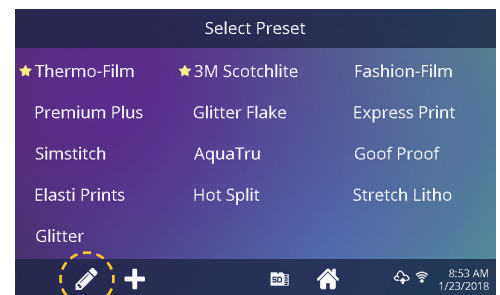 Select Preset
Thermo-Film 3M Scotchlite Fashion-Film
Premium Plus Glitter Flake Express Print
Simstitch AquaTru Goof Proof
Elasti Prints Hot Split Stretch Litho
Glitter
SD 8:53 AM
1/23/2018